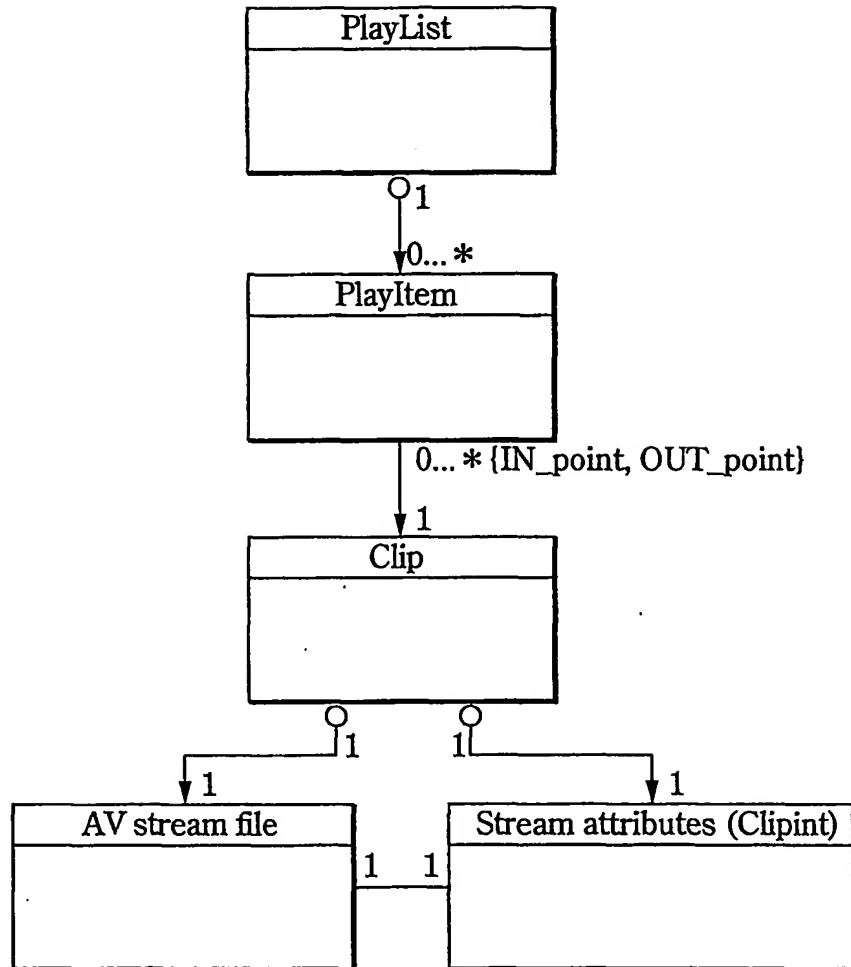 PlayList
1
0... *
PlayItem
0... * {IN_point, OUT_point}
1
Clip
1 1
1 1
AV stream file Stream attributes (Clipint)
1 1